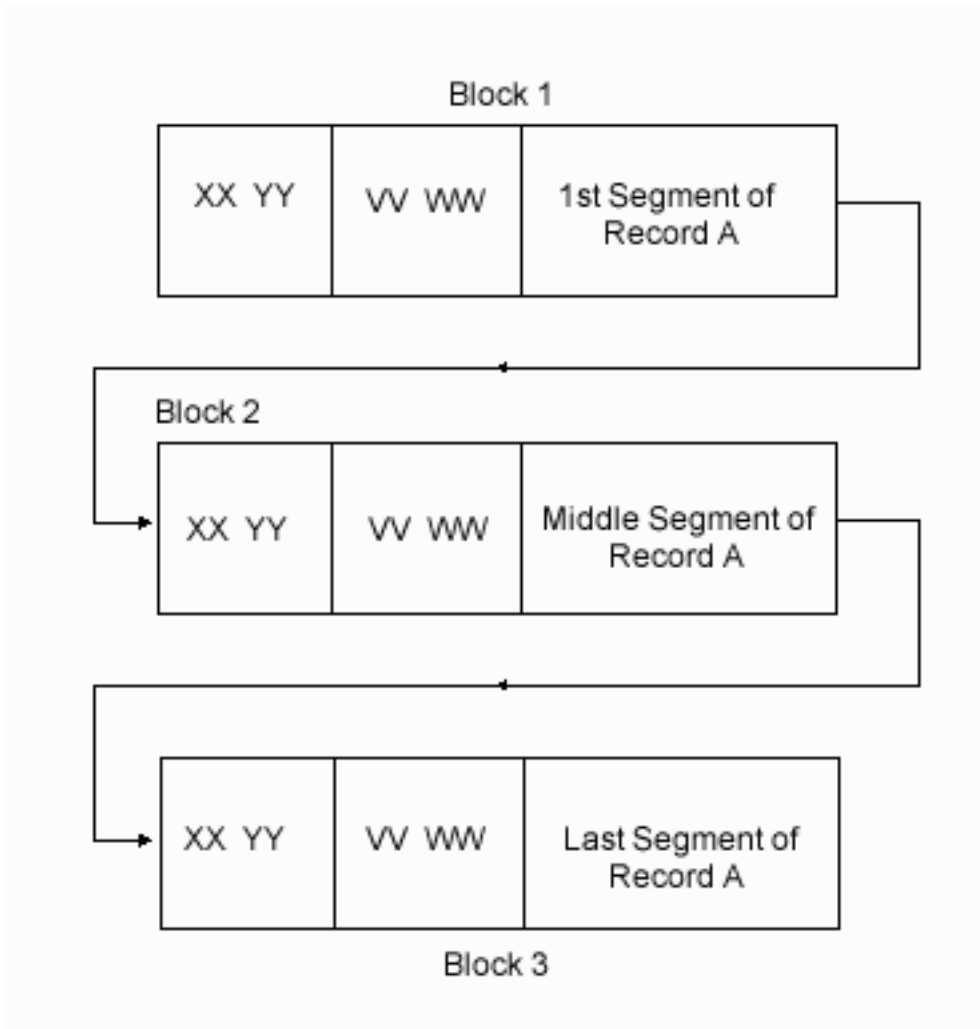 Block 1
XX YY
VV WW
1st Segment of
Record A
Block 2
XX YY
VV WW
Middle Segment of
Record A
XX YY
VV WW
Last Segment of
Record A
Block 3